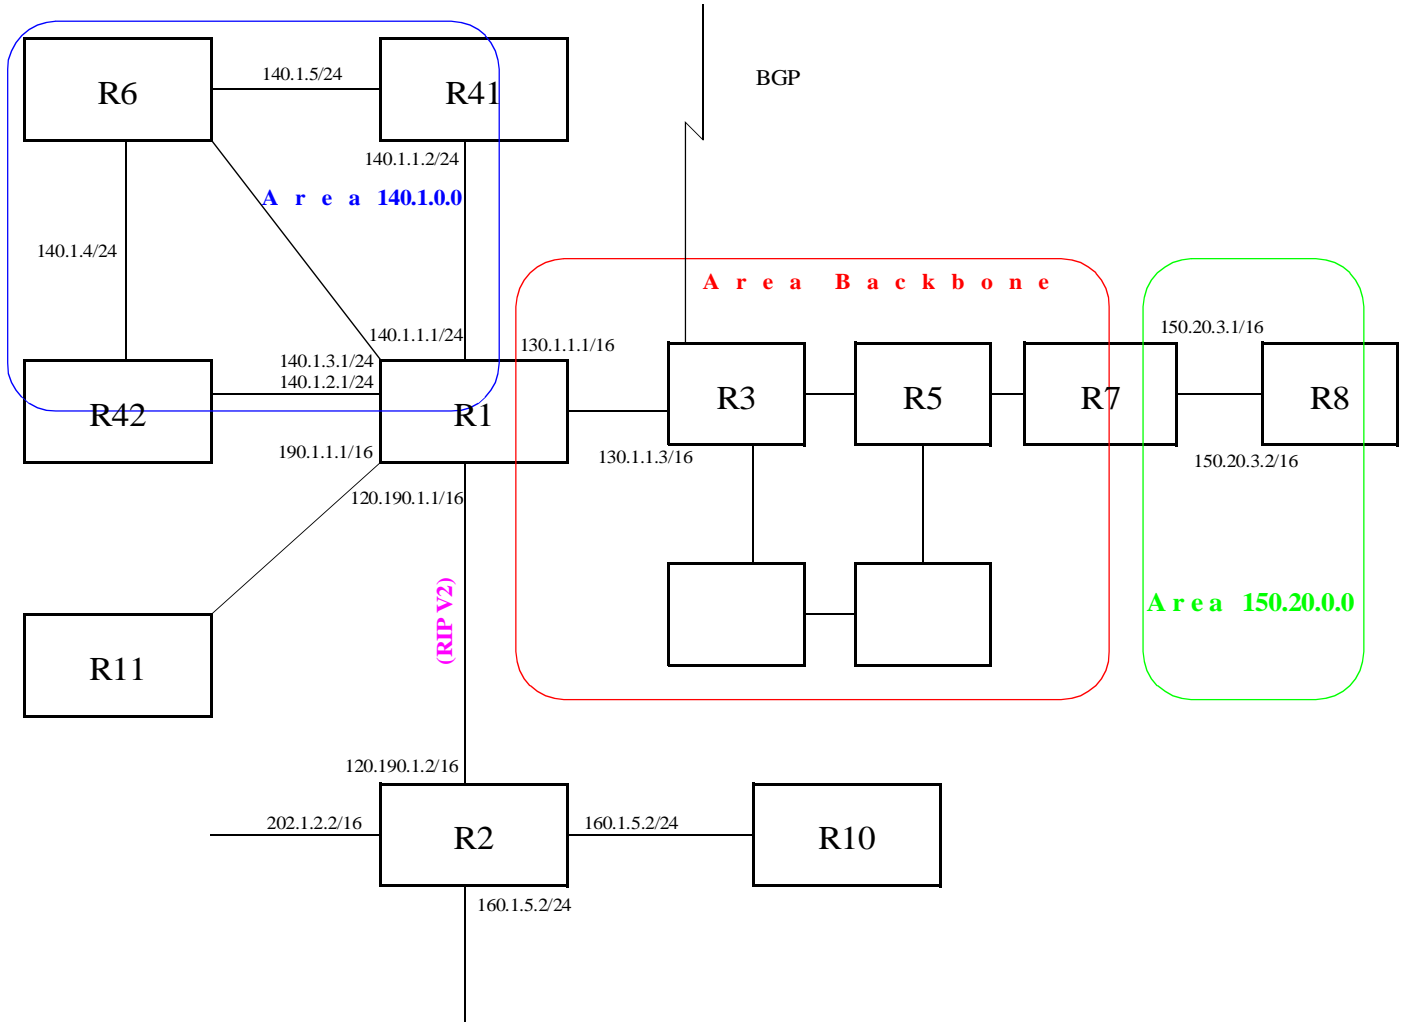 BGP
R6
140.1.5/24
R41
140.1.1.2/24
Area 140.1.0.0
140.1.4/24
Area Backbone
140.1.1.1/24
130.1.1.1/16
150.20.3.1/16
140.1.3.1/24
140.1.2.1/24
R42
R1
R3
R5
R7
R8
190.1.1.1/16
130.1.1.3/16
150.20.3.2/16
120.190.1.1/16
(RIP V2)
Area 150.20.0.0
R11
120.190.1.2/16
202.1.2.2/16
R2
160.1.5.2/24
R10
160.1.5.2/24